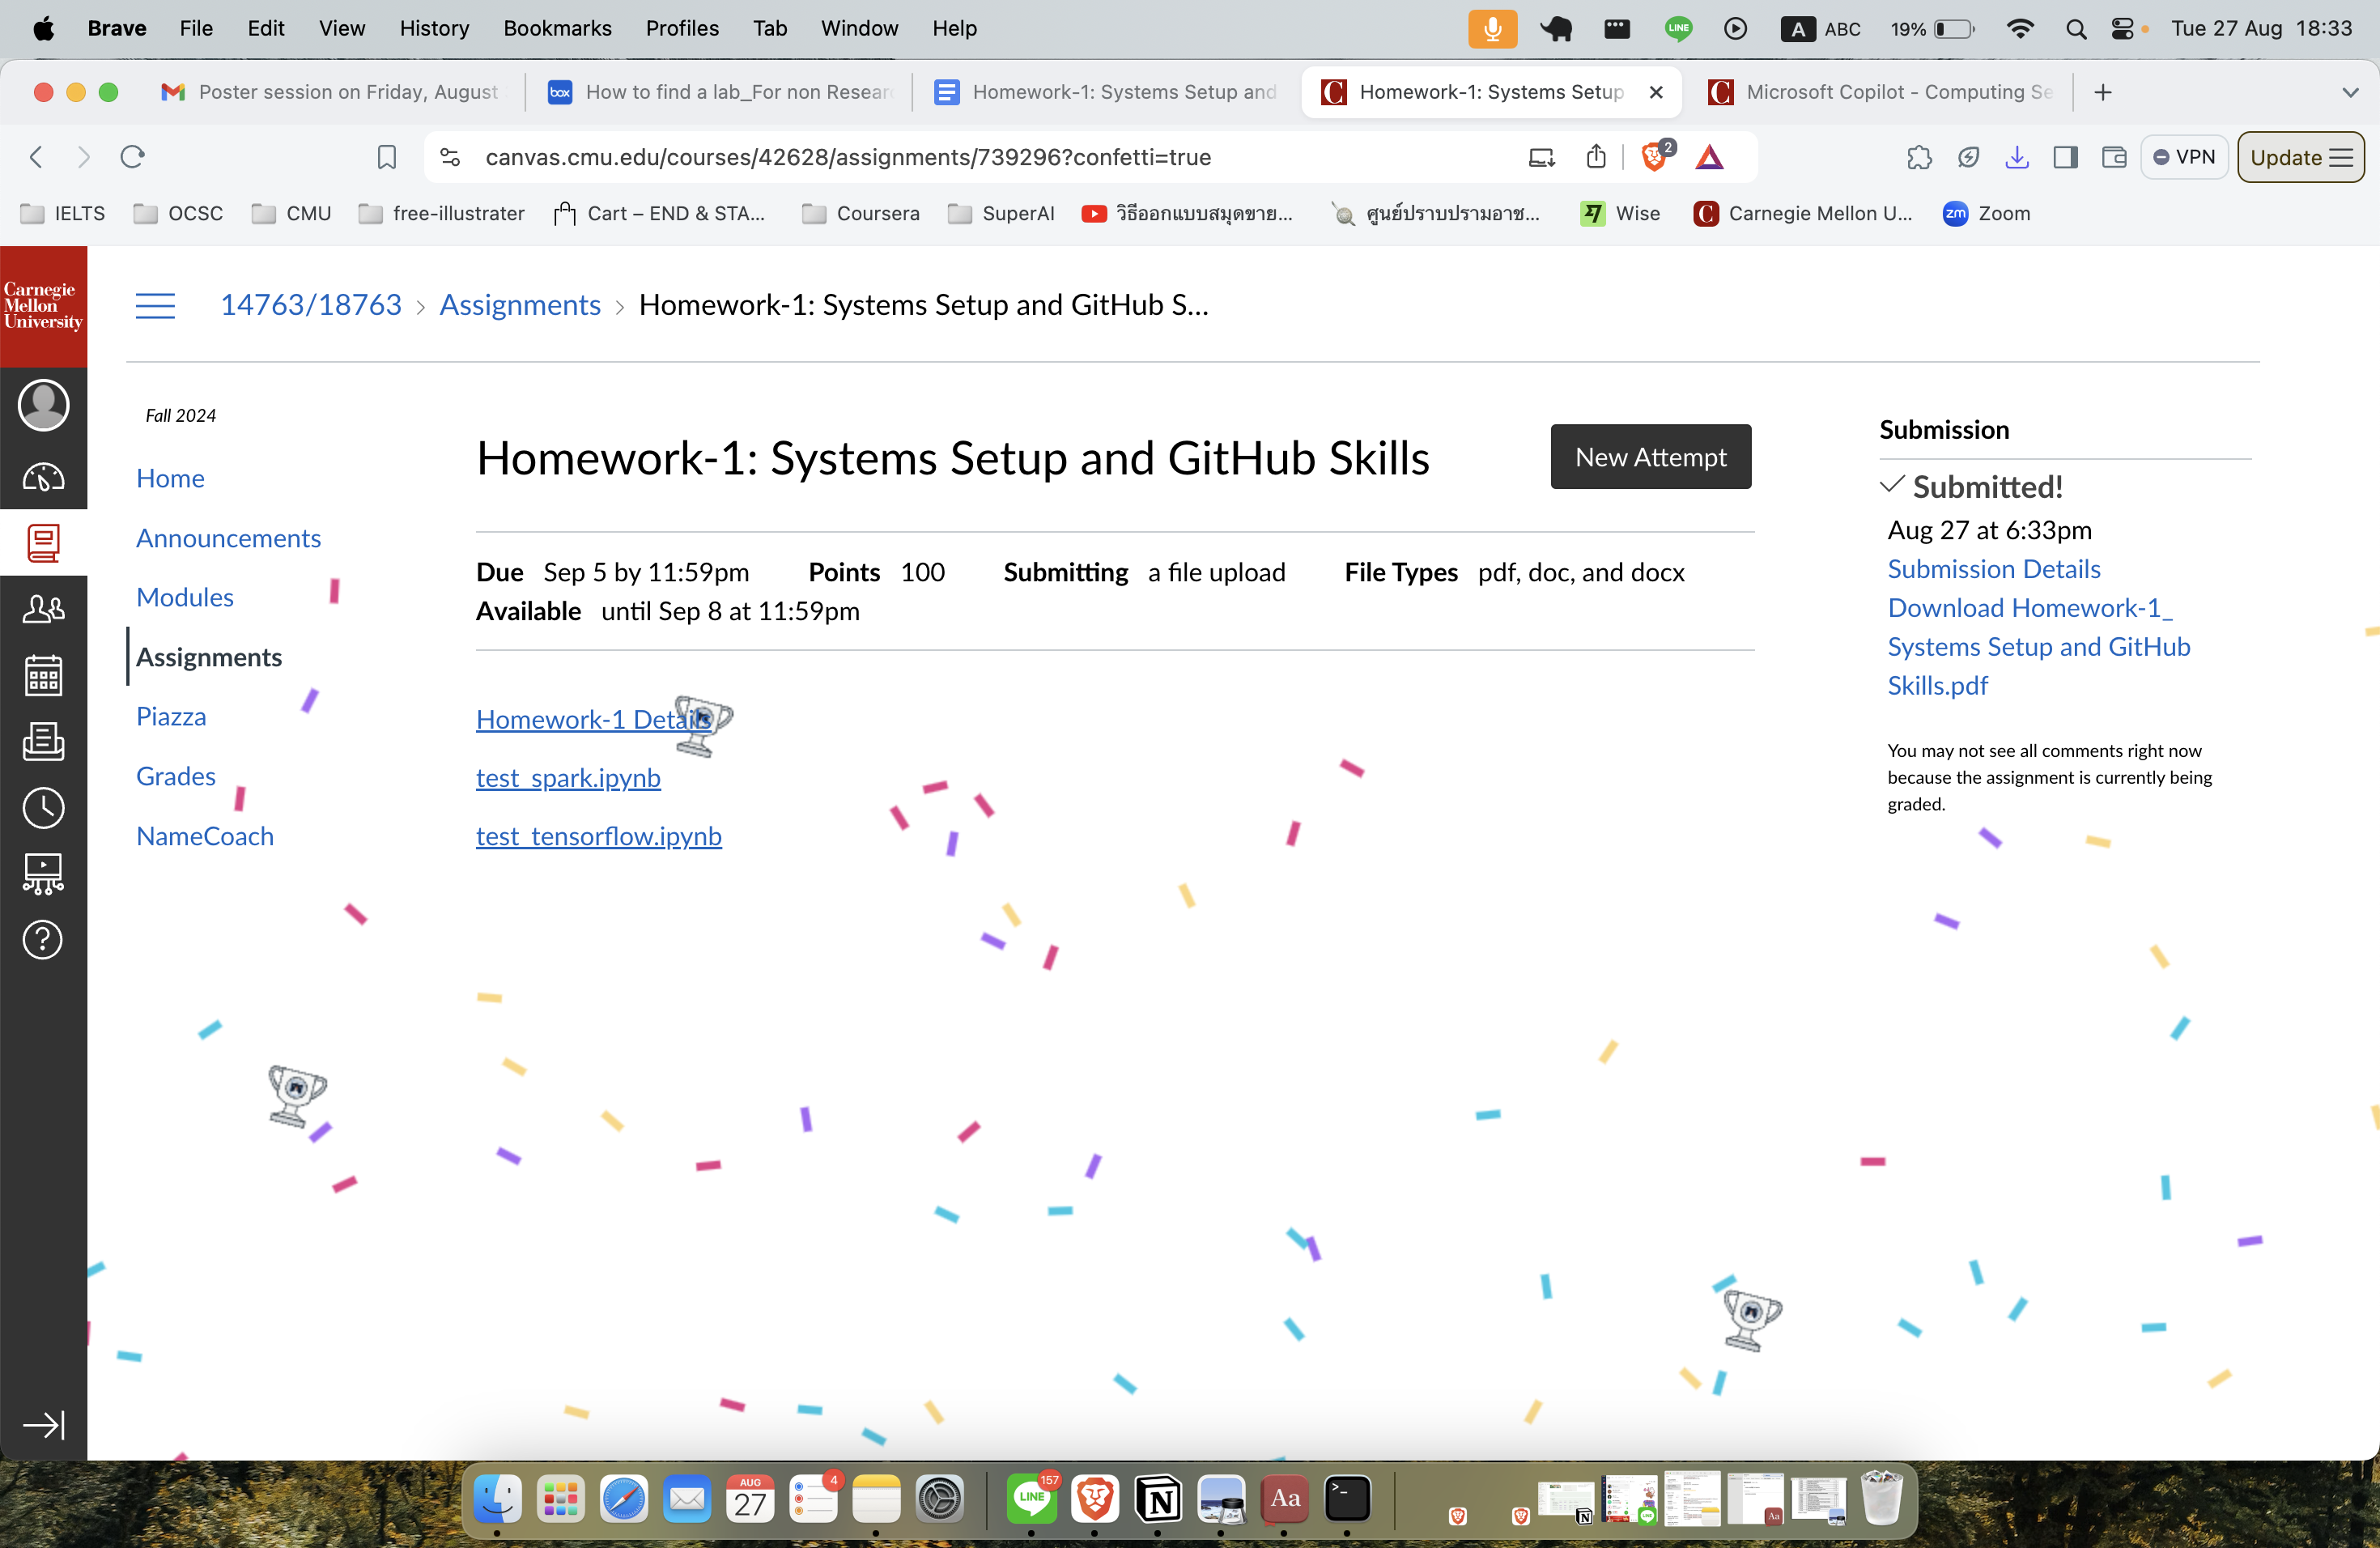 Brave File Edit View History Bookmarks Profiles Tab Window Help LINE A ABC 19% Tue 27 Aug 18:33
Poster session on Friday, August box How to find a lab_For non Resear Homework-1: Systems Setup and C Homework-1: Systems Setup C Microsoft Copilot - Computing Se
canvas.cmu.edu/courses/42628/assignments/739296?confetti=true 2 VPN Update
IELTS OCSC CMU free-illustrater Cart – END & STA... Coursera SuperAI วิธีออกแบบสมุดขาย... ศูนย์ปราบปรามอาช... Wise C Carnegie Mellon U... zm Zoom
Carnegie
Mellon
University
14763/18763 › Assignments › Homework-1: Systems Setup and GitHub S...
Fall 2024
Home
Announcements
Modules
Assignments
Piazza
Grades
NameCoach
Homework-1: Systems Setup and GitHub Skills
New Attempt
Due Sep 5 by 11:59pm Points 100 Submitting a file upload File Types pdf, doc, and docx
Available until Sep 8 at 11:59pm
Homework-1 Details
test_spark.ipynb
test_tensorflow.ipynb
Submission
Submitted!
Aug 27 at 6:33pm
Submission Details
Download Homework-1_
Systems Setup and GitHub
Skills.pdf
You may not see all comments right now
because the assignment is currently being
graded.
AUG
27
4
LINE
157
N
Aa
>_